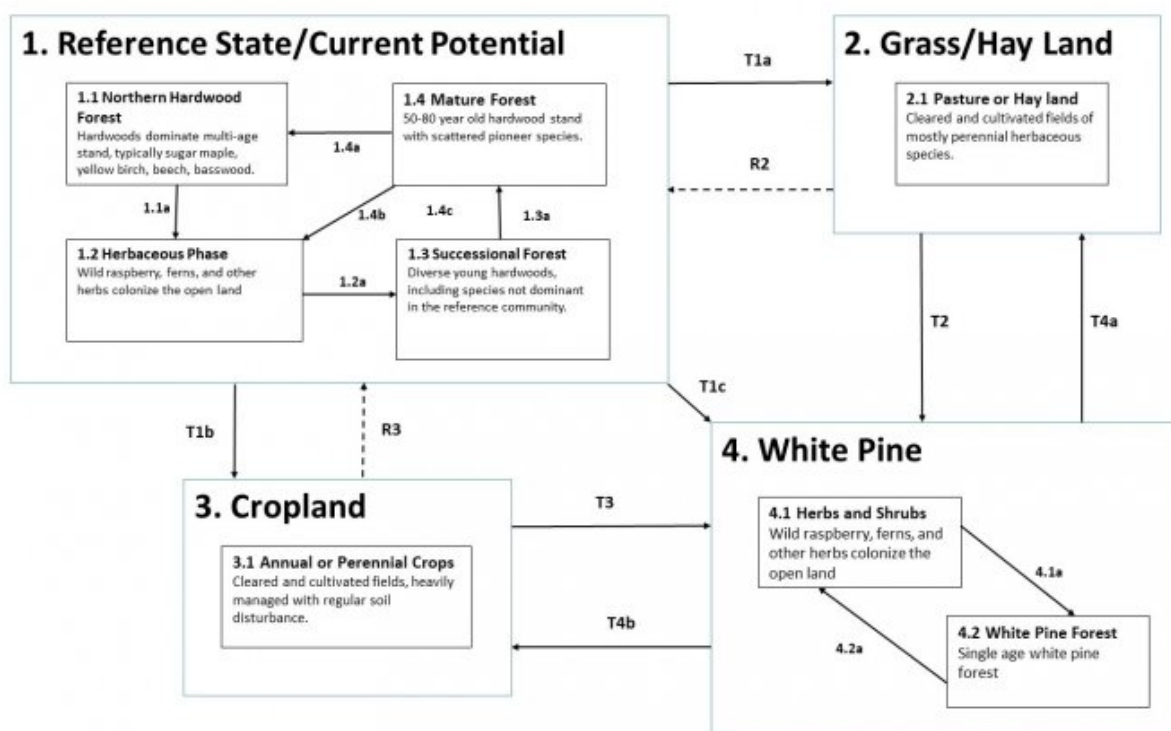 1. Reference State/Current Potential
1.1 Northern Hardwood
Forest
Hardwoods dominate multi-age
stand, typically sugar maple,
yellow birch, beech, basswood.
1.4 Mature Forest
50-80 year old hardwood stand
with scattered pioneer species.
1.4a
1.1a
1.4b
1.4c
1.3a
1.2 Herbaceous Phase
Wild raspberry, ferns, and other
herbs colonize the open land
1.2a
1.3 Successional Forest
Diverse young hardwoods,
including species not dominant
in the reference community.
T1a
R2
2. Grass/Hay Land
2.1 Pasture or Hay land
Cleared and cultivated fields of
mostly perennial herbaceous
species.
T2
T4a
T1c
T1b
R3
3. Cropland
3.1 Annual or Perennial Crops
Cleared and cultivated fields, heavily
managed with regular soil
disturbance.
T3
T4b
4. White Pine
4.1 Herbs and Shrubs
Wild raspberry, ferns, and
other herbs colonize the
open land
4.1a
4.2a
4.2 White Pine Forest
Single age white pine
forest